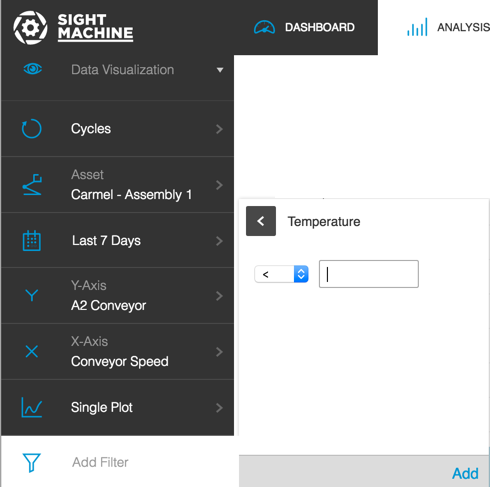 SIGHT
MACHINE
DASHBOARD
ANALYSIS
Data Visualization
Cycles
Asset
Carmel - Assembly 1
Last 7 Days
Y-Axis
A2 Conveyor
X-Axis
Conveyor Speed
Single Plot
Add Filter
Temperature
<
Add